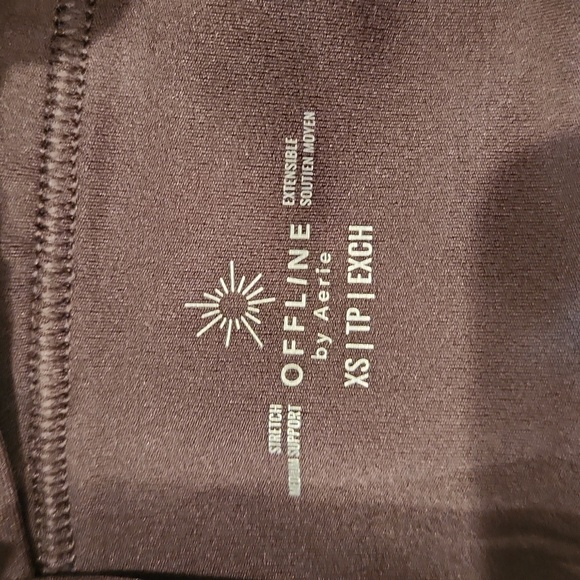 STRETCH
MEDIUM SUPPORT
OFFLINE
by Aerie
EXTENSIBLE
SOUTIEN MOYEN
XS | TP | EXCH